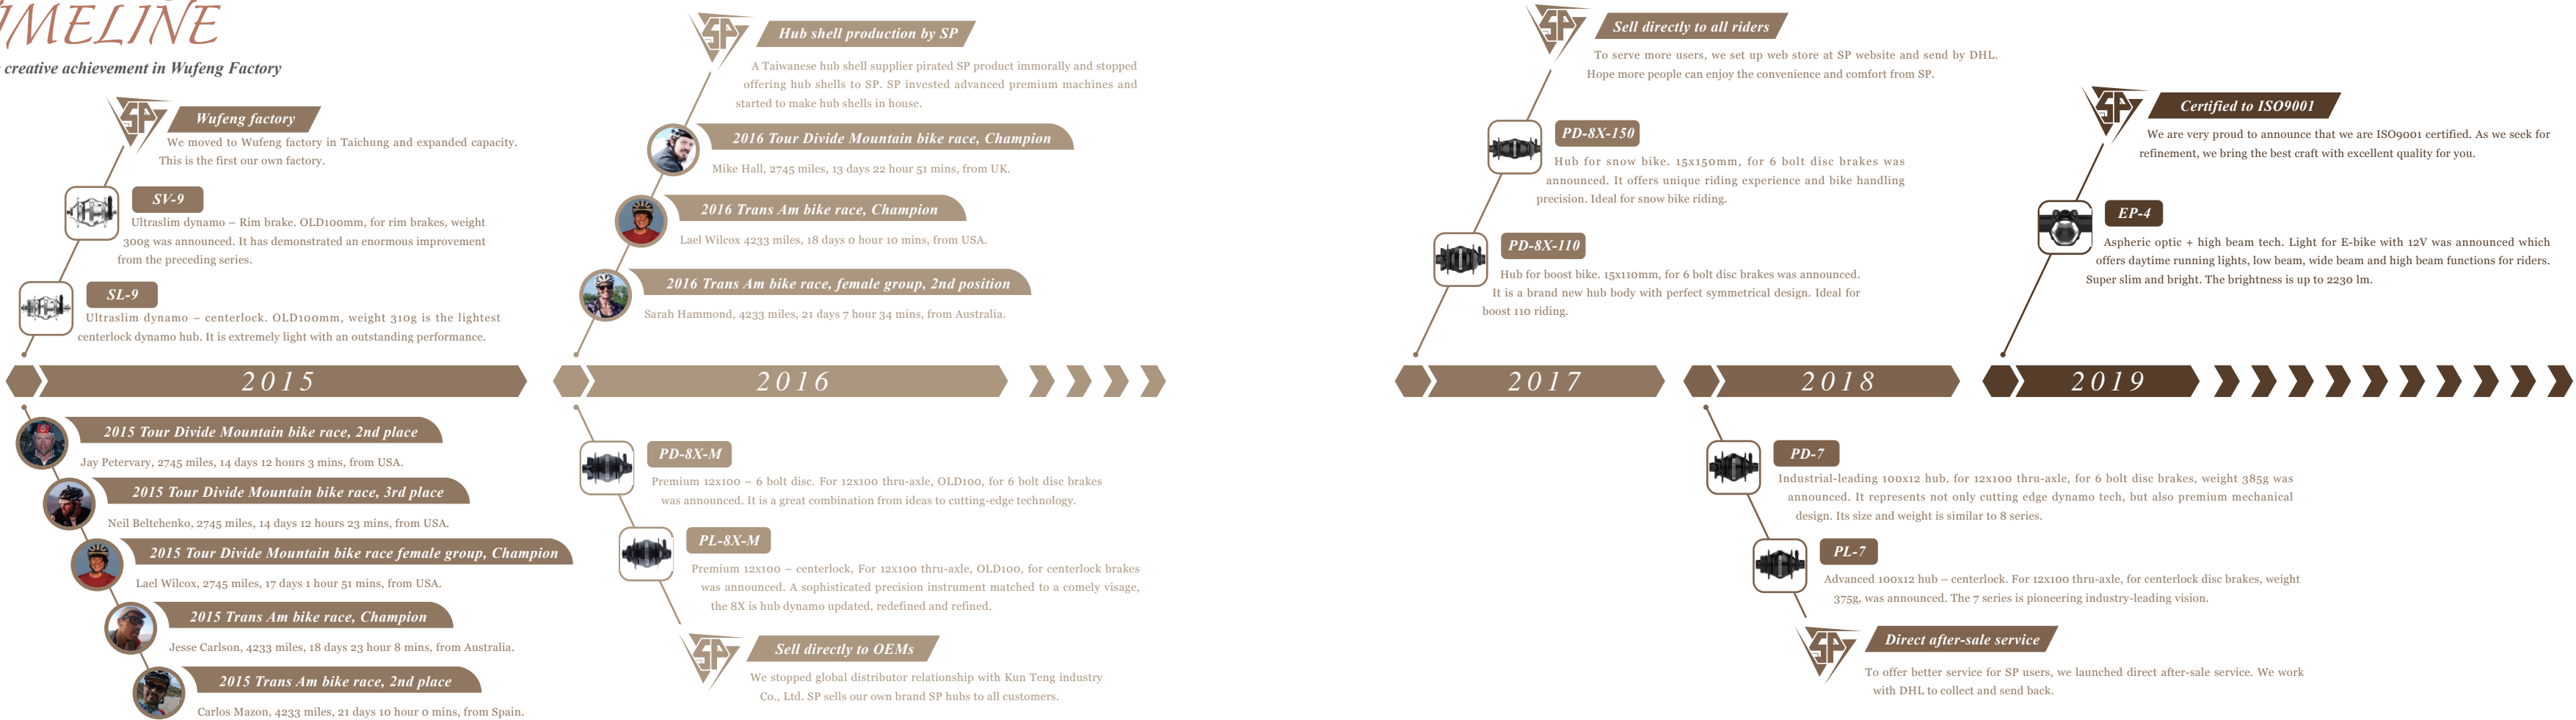 IMELINE
creative achievement in Wufeng Factory
SP
Wufeng factory
We moved to Wufeng factory in Taichung and expanded capacity.
This is the first our own factory.
SV-9
Ultraslim dynamo – Rim brake. OLD100mm, for rim brakes, weight
300g was announced. It has demonstrated an enormous improvement
from the preceding series.
SL-9
Ultraslim dynamo – centerlock. OLD100mm, weight 310g is the lightest
centerlock dynamo hub. It is extremely light with an outstanding performance.
2015
2015 Tour Divide Mountain bike race, 2nd place
Jay Petervary, 2745 miles, 14 days 12 hours 3 mins, from USA.
2015 Tour Divide Mountain bike race, 3rd place
Neil Beltchenko, 2745 miles, 14 days 12 hours 23 mins, from USA.
2015 Tour Divide Mountain bike race female group, Champion
Lael Wilcox, 2745 miles, 17 days 1 hour 51 mins, from USA.
2015 Trans Am bike race, Champion
Jesse Carlson, 4233 miles, 18 days 23 hour 8 mins, from Australia.
2015 Trans Am bike race, 2nd place
Carlos Mazon, 4233 miles, 21 days 10 hour 0 mins, from Spain.
SP
Hub shell production by SP
A Taiwanese hub shell supplier pirated SP product immorally and stopped
offering hub shells to SP. SP invested advanced premium machines and
started to make hub shells in house.
2016 Tour Divide Mountain bike race, Champion
Mike Hall, 2745 miles, 13 days 22 hour 51 mins, from UK.
2016 Trans Am bike race, Champion
Lael Wilcox 4233 miles, 18 days 0 hour 10 mins, from USA.
2016 Trans Am bike race, female group, 2nd position
Sarah Hammond, 4233 miles, 21 days 7 hour 34 mins, from Australia.
2016
PD-8X-M
Premium 12x100 – 6 bolt disc. For 12x100 thru-axle, OLD100, for 6 bolt disc brakes
was announced. It is a great combination from ideas to cutting-edge technology.
PL-8X-M
Premium 12x100 – centerlock, For 12x100 thru-axle, OLD100, for centerlock brakes
was announced. A sophisticated precision instrument matched to a comely visage,
the 8X is hub dynamo updated, redefined and refined.
SP
Sell directly to OEMs
We stopped global distributor relationship with Kun Teng industry
Co., Ltd. SP sells our own brand SP hubs to all customers.
SP
Sell directly to all riders
To serve more users, we set up web store at SP website and send by DHL.
Hope more people can enjoy the convenience and comfort from SP.
PD-8X-150
Hub for snow bike. 15x150mm, for 6 bolt disc brakes was
announced. It offers unique riding experience and bike handling
precision. Ideal for snow bike riding.
PD-8X-110
Hub for boost bike. 15x110mm, for 6 bolt disc brakes was announced.
It is a brand new hub body with perfect symmetrical design. Ideal for
boost 110 riding.
2017
2018
PD-7
Industrial-leading 100x12 hub. for 12x100 thru-axle, for 6 bolt disc brakes, weight 385g was
announced. It represents not only cutting edge dynamo tech, but also premium mechanical
design. Its size and weight is similar to 8 series.
PL-7
Advanced 100x12 hub – centerlock. For 12x100 thru-axle, for centerlock disc brakes, weight
375g, was announced. The 7 series is pioneering industry-leading vision.
SP
Direct after-sale service
To offer better service for SP users, we launched direct after-sale service. We work
with DHL to collect and send back.
SP
Certified to ISO9001
We are very proud to announce that we are ISO9001 certified. As we seek for
refinement, we bring the best craft with excellent quality for you.
EP-4
Aspheric optic + high beam tech. Light for E-bike with 12V was announced which
offers daytime running lights, low beam, wide beam and high beam functions for riders.
Super slim and bright. The brightness is up to 2230 lm.
2019